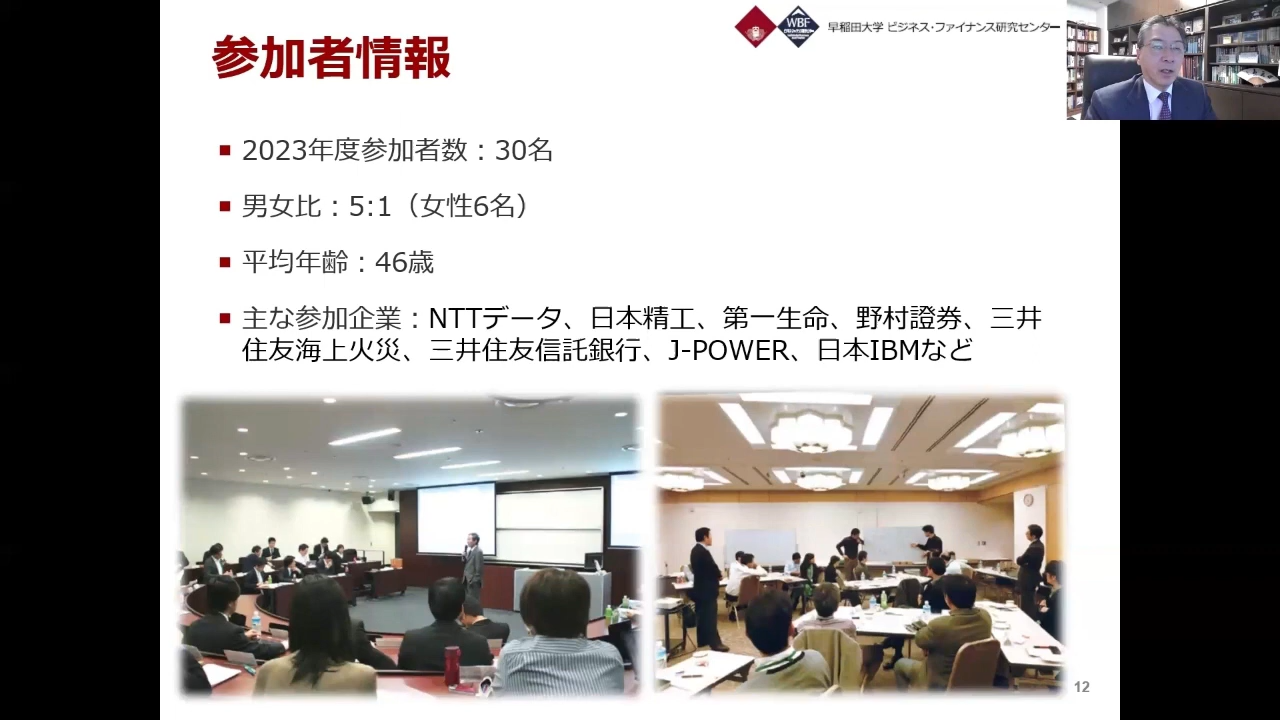 早稲田大学 ビジネス・ファイナンス研究センター
WBF
参加者情報
2023年度参加者数：30名
男女比：5:1（女性6名）
平均年齢：46歳
主な参加企業：NTTデータ、日本精工、第一生命、野村證券、三井
住友海上火災、三井住友信託銀行、J-POWER、日本IBMなど
12